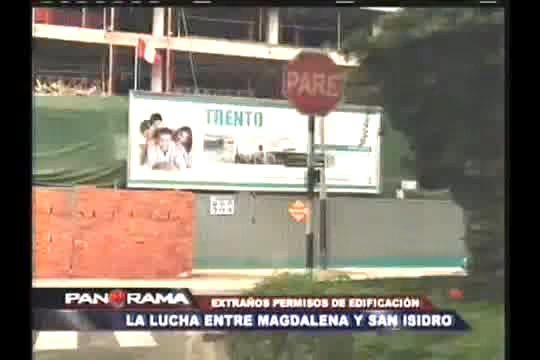 TRENTO
PARE
PANORAMA
EXTRAÑOS PERMISOS DE EDIFICACIÓN
LA LUCHA ENTRE MAGDALENA Y SAN ISIDRO